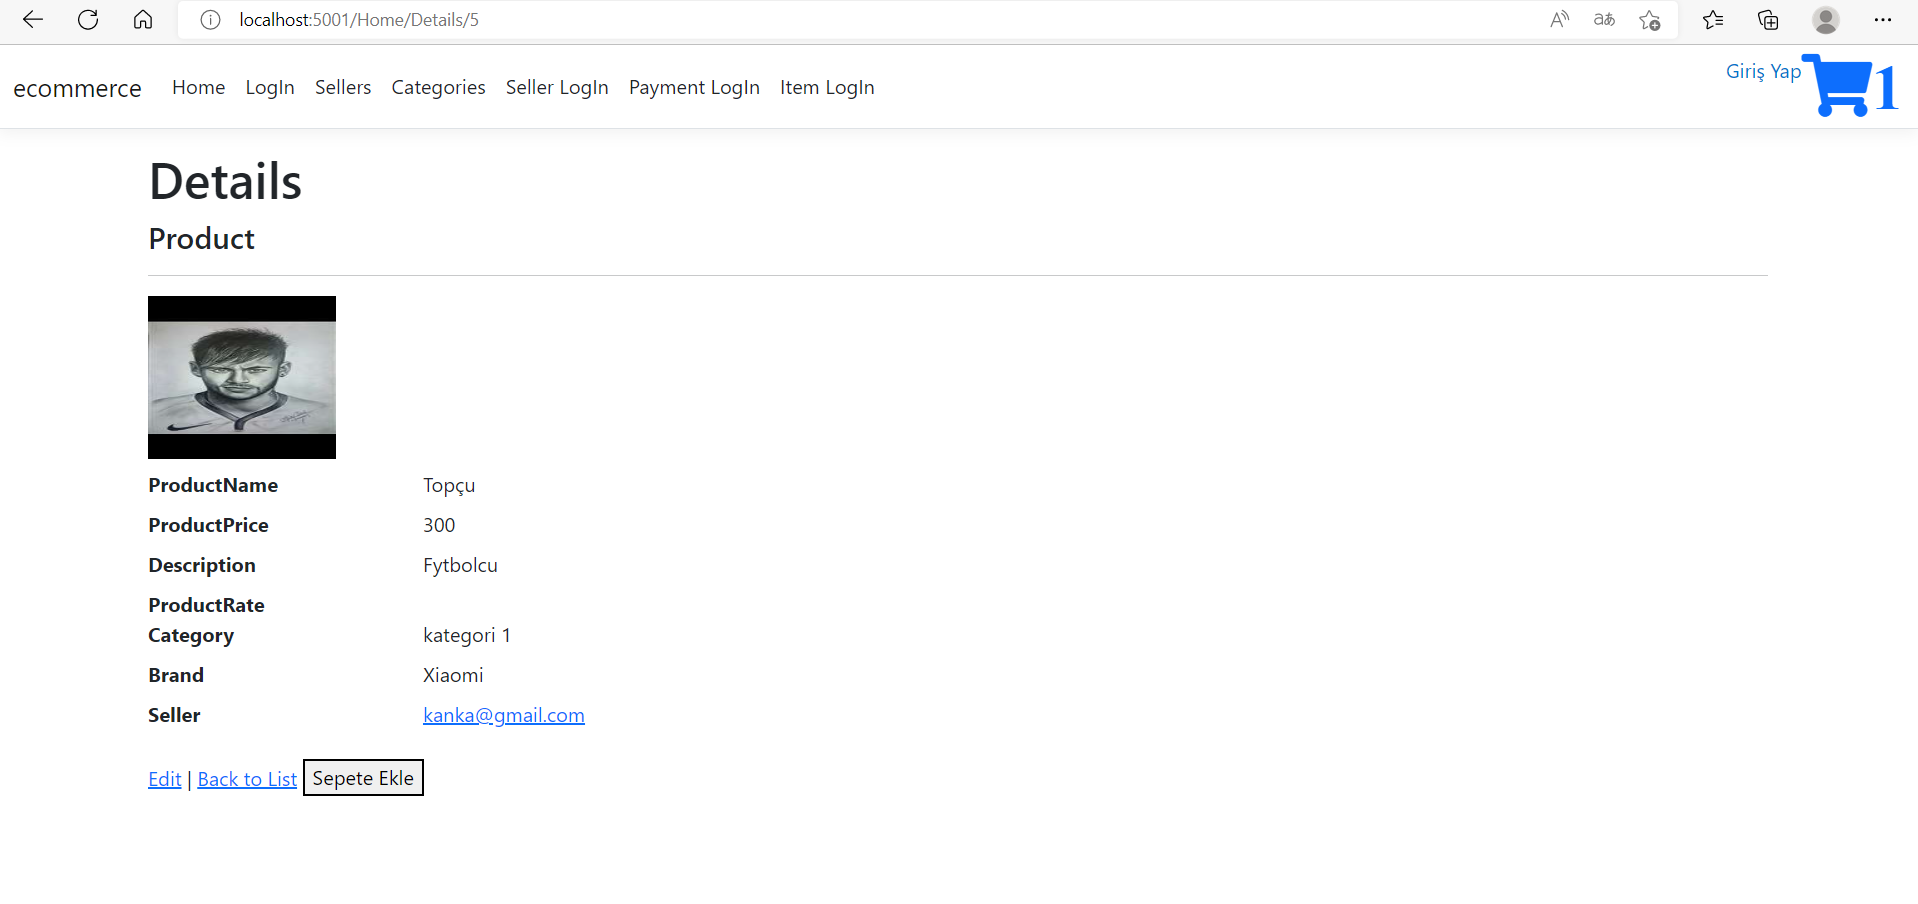 localhost:5001/Home/Details/5
ecommerce Home LogIn Sellers Categories Seller LogIn Payment LogIn Item LogIn Giriş Yap 1
Details
Product
ProductName Topçu
ProductPrice 300
Description Fytbolcu
ProductRate
Category kategori 1
Brand Xiaomi
Seller kanka@gmail.com
Edit | Back to List Sepete Ekle